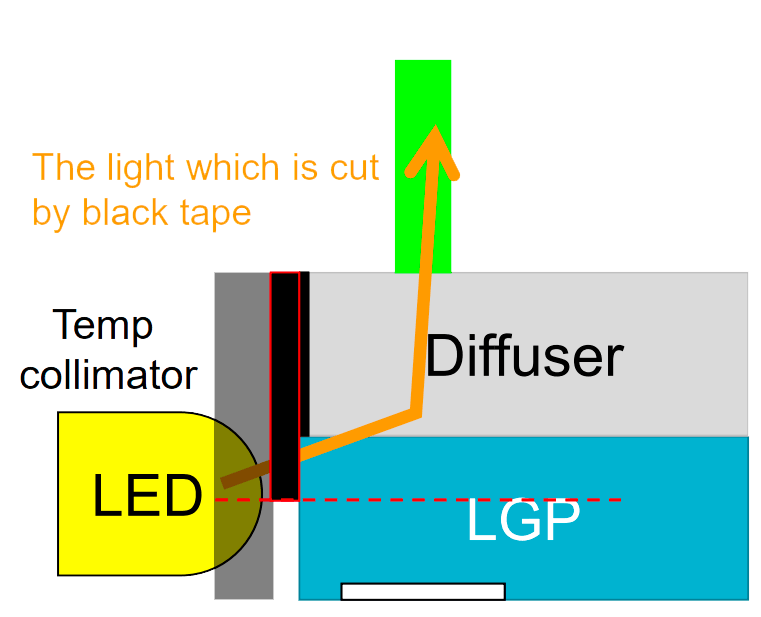 The light which is cut
by black tape
Temp
collimator
Diffuser
LED
LGP